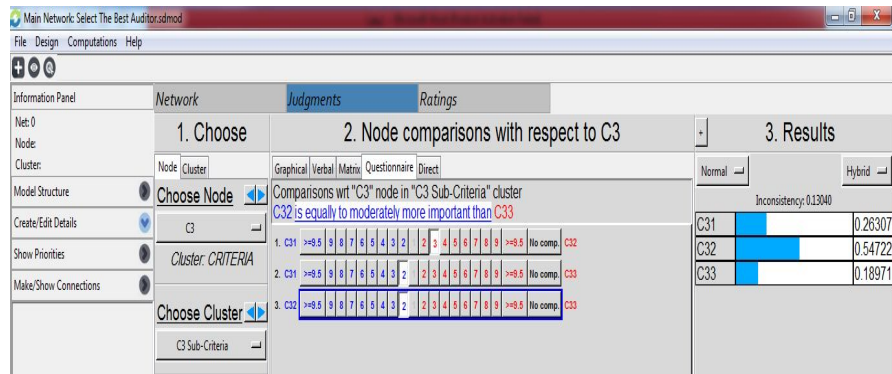 Main Network: Select The Best Auditor.sdmod
File Design Computations Help
Information Panel
Net: 0
Node:
Cluster:
Model Structure
Create/Edit Details
Show Priorities
Make/Show Connections
Network Judgments Ratings
1. Choose
Node Cluster
Choose Node
C3
Cluster: CRITERIA
Choose Cluster
C3 Sub-Criteria
2. Node comparisons with respect to C3
Graphical Verbal Matrix Questionnaire Direct
Comparisons wrt "C3" node in "C3 Sub-Criteria" cluster
C32 is equally to moderately more important than C33
1. C31 >=9.5 9 8 7 6 5 4 3 2 2 3 4 5 6 7 8 9 >=9.5 No comp. C32
2. C31 >=9.5 9 8 7 6 5 4 3 2 2 3 4 5 6 7 8 9 >=9.5 No comp. C33
3. C32 >=9.5 9 8 7 6 5 4 3 2 2 3 4 5 6 7 8 9 >=9.5 No comp. C33
+ 3. Results
Normal Hybrid
Inconsistency: 0.13040
C31 0.26307
C32 0.54722
C33 0.18971